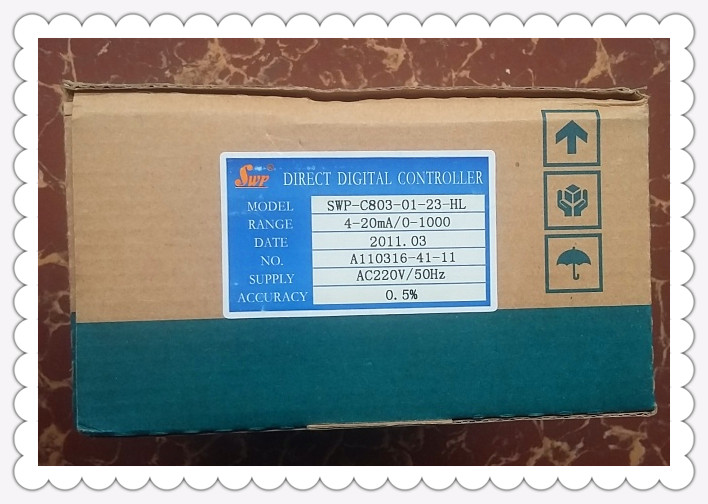 SWP DIRECT DIGITAL CONTROLLER
MODEL SWP-C803-01-23-HL
RANGE 4-20mA/0-1000
DATE 2011.03
NO. A110316-41-11
SUPPLY AC220V/50Hz
ACCURACY 0.5%